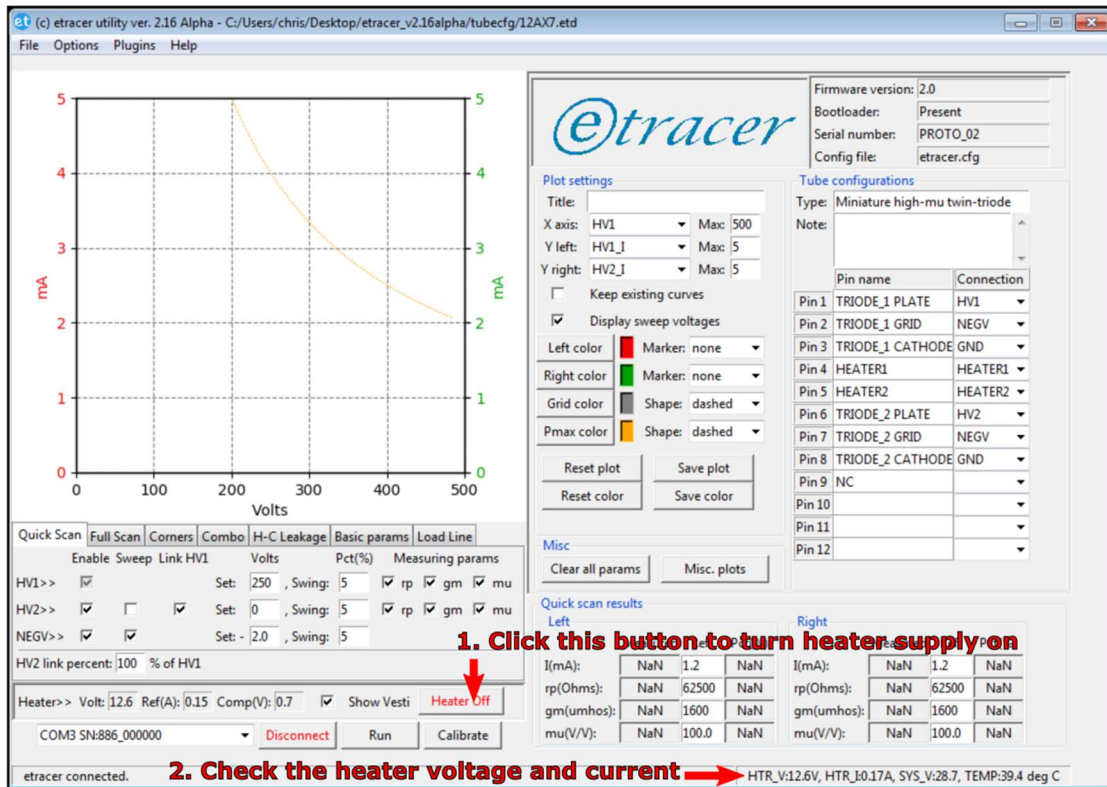 (c) etracer utility ver. 2.16 Alpha - C:/Users/chris/Desktop/etracer_v2.16alpha/tubecfg/12AX7.etd
File Options Plugins Help
5 5
4 4
3 3
mA mA
2 2
1 1
0 0
0 100 200 300 400 500
Volts
etracer
Firmware version: 2.0
Bootloader: Present
Serial number: PROTO_02
Config file: etracer.cfg
Plot settings
Title:
X axis: HV1 Max: 500
Y left: HV1_I Max: 5
Y right: HV2_I Max: 5
Keep existing curves
Display sweep voltages
Left color Marker: none
Right color Marker: none
Grid color Shape: dashed
Pmax color Shape: dashed
Reset plot Save plot
Reset color Save color
Misc
Clear all params Misc. plots
Tube configurations
Type: Miniature high-mu twin-triode
Note:
Pin name Connection
Pin 1 TRIODE_1 PLATE HV1
Pin 2 TRIODE_1 GRID NEGV
Pin 3 TRIODE_1 CATHODE GND
Pin 4 HEATER1 HEATER1
Pin 5 HEATER2 HEATER2
Pin 6 TRIODE_2 PLATE HV2
Pin 7 TRIODE_2 GRID NEGV
Pin 8 TRIODE_2 CATHODE GND
Pin 9 NC
Pin 10
Pin 11
Pin 12
Quick Scan Full Scan Corners Combo H-C Leakage Basic params Load Line
Enable Sweep Link HV1 Volts Pct(%) Measuring params
HV1>> Set: 250 , Swing: 5 rp gm mu
HV2>> Set: 0 , Swing: 5 rp gm mu
NEGV>> Set: - 2.0 , Swing: 5
HV2 link percent: 100 % of HV1
1. Click this button to turn heater supply on
Quick scan results
Left
I(mA): NaN 1.2 NaN
rp(Ohms): NaN 62500 NaN
gm(umhos): NaN 1600 NaN
mu(V/V): NaN 100.0 NaN
Right
I(mA): NaN 1.2 NaN
rp(Ohms): NaN 62500 NaN
gm(umhos): NaN 1600 NaN
mu(V/V): NaN 100.0 NaN
Heater>> Volt: 12.6 Ref(A): 0.15 Comp(V): 0.7 Show Vesti Heater Off
COM3 SN:886_000000 Disconnect Run Calibrate
2. Check the heater voltage and current
etracer connected.
HTR_V:12.6V, HTR_I:0.17A, SYS_V:28.7, TEMP:39.4 deg C